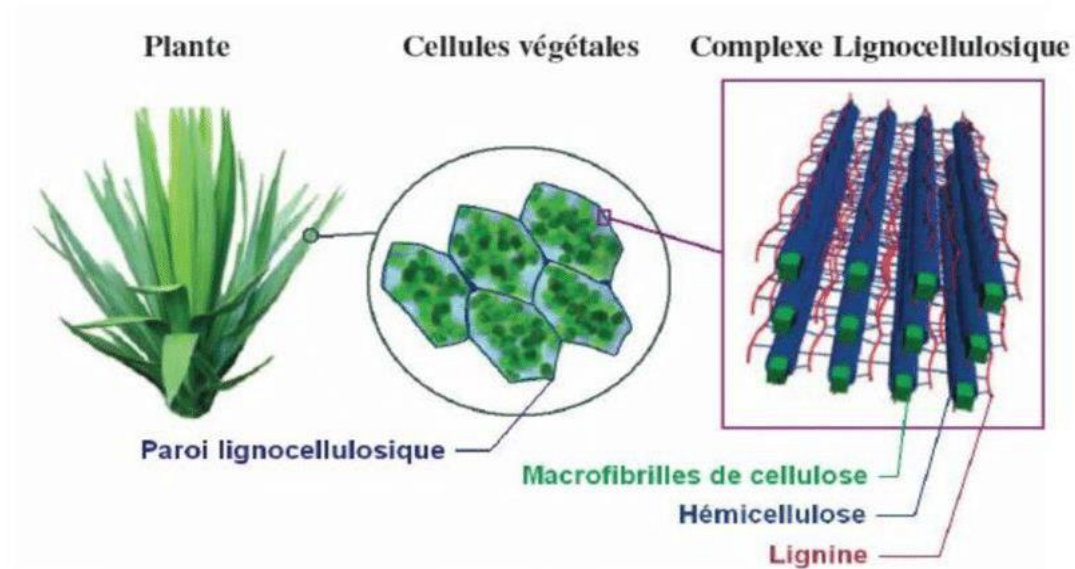 Plante
Cellules végétales
Complexe Lignocellulosique
Paroi lignocellulosique
Macrofibrilles de cellulose
Hémicellulose
Lignine